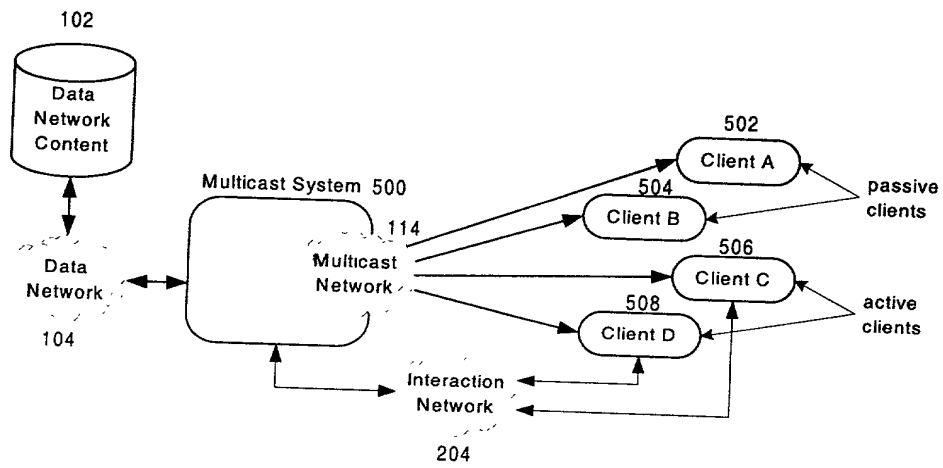 102
Data
Network
Content
Multicast System 500
114
Data
Network
104
Multicast
Network
502
Client A
504
Client B
passive
clients
506
Client C
508
Client D
active
clients
Interaction
Network
204